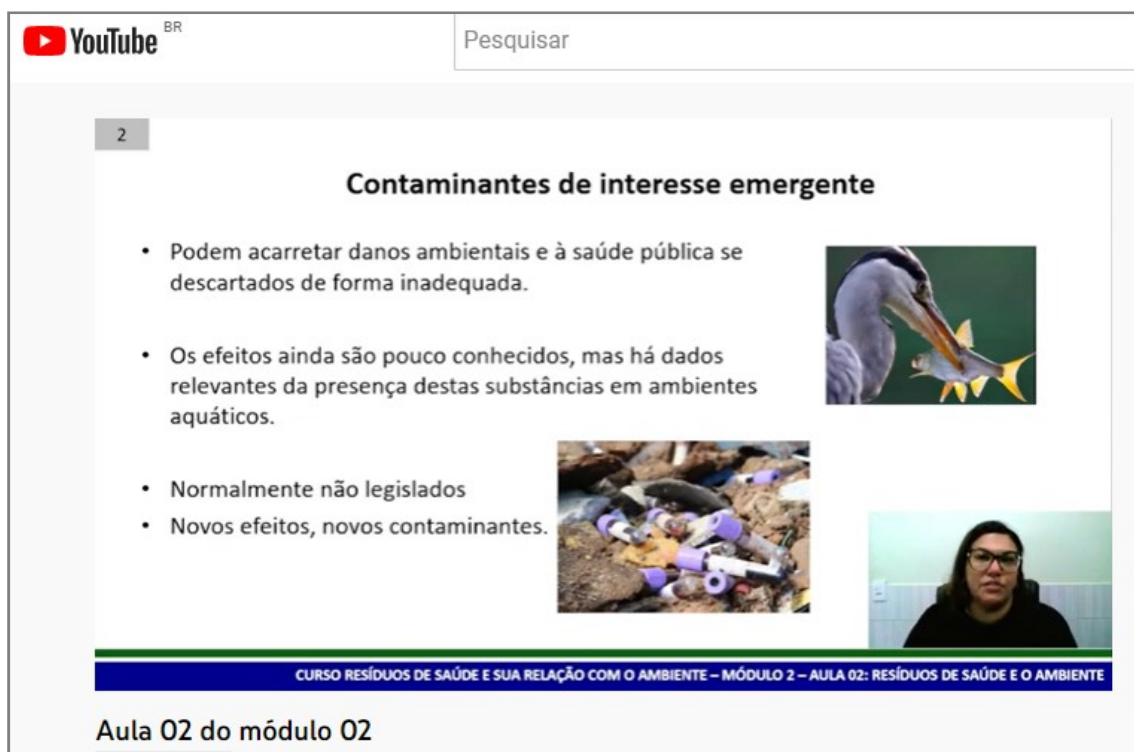 YouTube BR
Pesquisar
2
Contaminantes de interesse emergente
• Podem acarretar danos ambientais e à saúde pública se
descartados de forma inadequada.
• Os efeitos ainda são pouco conhecidos, mas há dados
relevantes da presença destas substâncias em ambientes
aquáticos.
• Normalmente não legislados
• Novos efeitos, novos contaminantes.
CURSO RESÍDUOS DE SAÚDE E SUA RELAÇÃO COM O AMBIENTE – MÓDULO 2 – AULA 02: RESÍDUOS DE SAÚDE E O AMBIENTE
Aula 02 do módulo 02